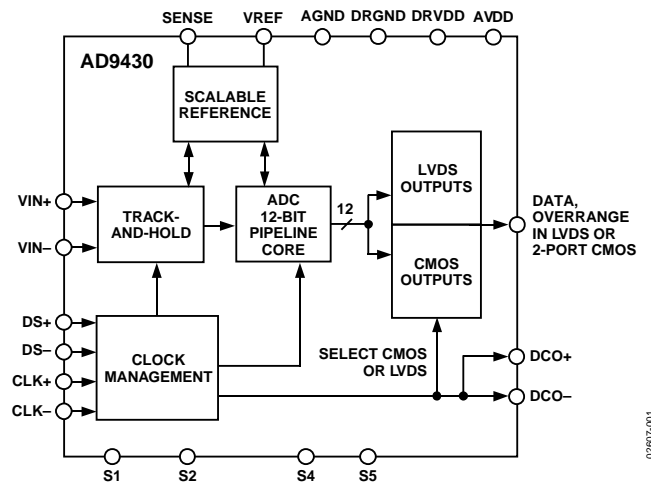 SENSE VREF AGND DRGND DRVDD AVDD
AD9430
SCALABLE
REFERENCE
VIN+
VIN–
TRACK-
AND-HOLD
ADC
12-BIT
PIPELINE
CORE
12
LVDS
OUTPUTS
CMOS
OUTPUTS
DATA,
OVERRANGE
IN LVDS OR
2-PORT CMOS
DS+
DS–
CLK+
CLK–
CLOCK
MANAGEMENT
SELECT CMOS
OR LVDS
DCO+
DCO–
S1 S2 S4 S5
02607-001